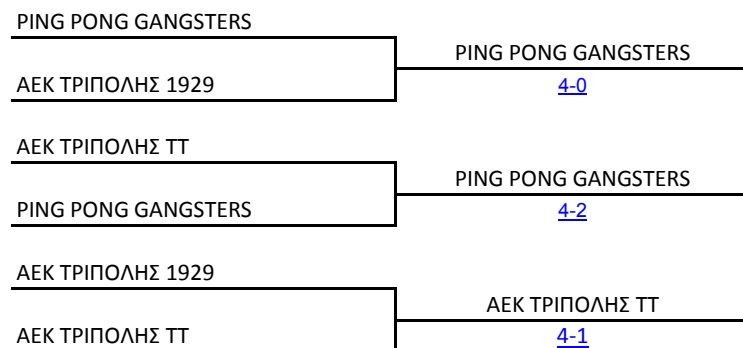 PING PONG GANGSTERS
PING PONG GANGSTERS
ΑΕΚ ΤΡΙΠΟΛΗΣ 1929
4-0
ΑΕΚ ΤΡΙΠΟΛΗΣ ΤΤ
PING PONG GANGSTERS
PING PONG GANGSTERS
4-2
ΑΕΚ ΤΡΙΠΟΛΗΣ 1929
ΑΕΚ ΤΡΙΠΟΛΗΣ ΤΤ
ΑΕΚ ΤΡΙΠΟΛΗΣ ΤΤ
4-1